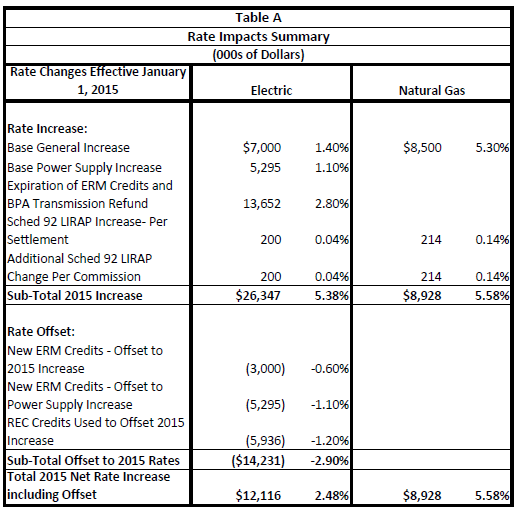 Table A
Rate Impacts Summary
(000s of Dollars)
Rate Changes Effective January
1, 2015 Electric Natural Gas
Rate Increase:
Base General Increase $7,000 1.40% $8,500 5.30%
Base Power Supply Increase 5,295 1.10%
Expiration of ERM Credits and
BPA Transmission Refund 13,652 2.80%
Sched 92 LIRAP Increase- Per
Settlement 200 0.04% 214 0.14%
Additional Sched 92 LIRAP
Change Per Commission 200 0.04% 214 0.14%
Sub-Total 2015 Increase $26,347 5.38% $8,928 5.58%
Rate Offset:
New ERM Credits - Offset to
2015 Increase (3,000) -0.60%
New ERM Credits - Offset to
Power Supply Increase (5,295) -1.10%
REC Credits Used to Offset 2015
Increase (5,936) -1.20%
Sub-Total Offset to 2015 Rates ($14,231) -2.90%
Total 2015 Net Rate Increase
including Offset $12,116 2.48% $8,928 5.58%